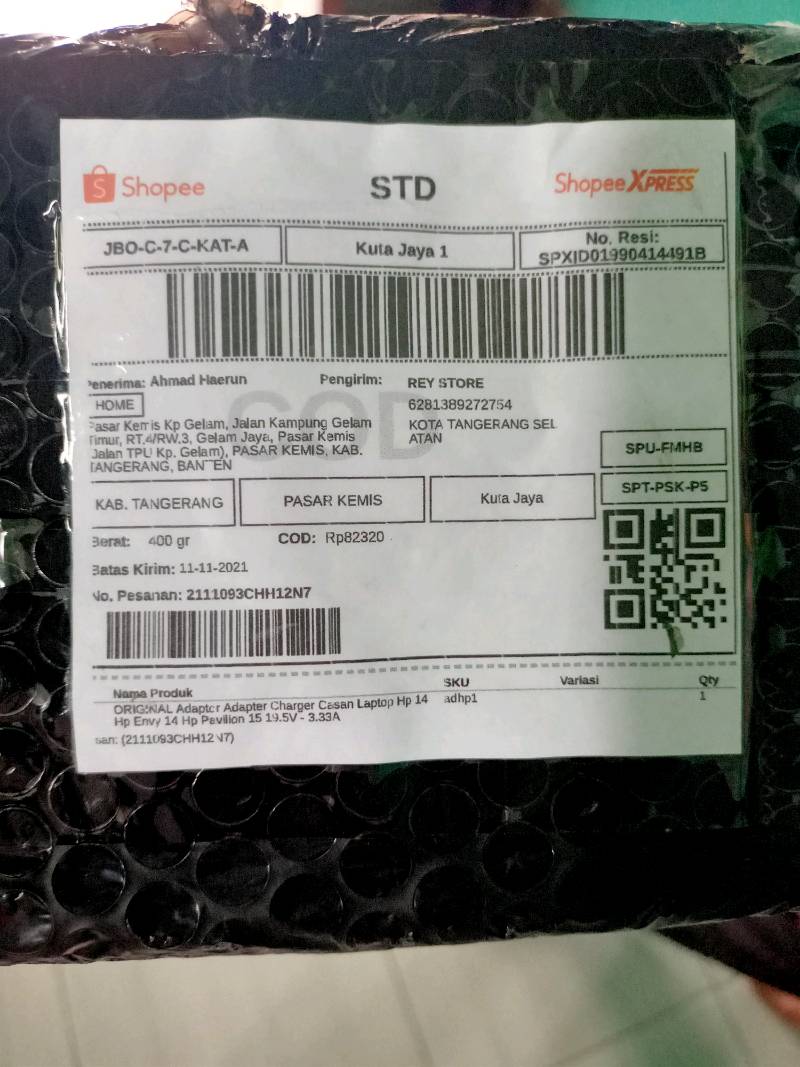 Shopee
STD
Shopee XPRESS
JBO-C-7-C-KAT-A
Kuta Jaya 1
No. Resi:
SPXID01990414491B
COD
Penerima: Ahmad Haerun
HOME
Pasar Kemis Kp Gelam, Jalan Kampung Gelam
Timur, RT.4/RW.3, Gelam Jaya, Pasar Kemis
Jalan TPU Kp. Gelam), PASAR KEMIS, KAB.
TANGERANG, BANTEN
Pengirim: REY STORE
6281389272754
KOTA TANGERANG SEL
ATAN
SPU-FMHB
SPT-PSK-P5
KAB. TANGERANG
PASAR KEMIS
Kuta Jaya
Berat: 400 gr
COD: Rp82320
Batas Kirim: 11-11-2021
No. Pesanan: 2111093CHH12N7
Nama Produk SKU Variasi Qty
ORIGINAL Adaptor Adapter Charger Casan Laptop Hp 14 adhp1 1
Hp Envy 14 Hp Pavilion 15 19.5V - 3.33A
san: (2111093CHH12N7)